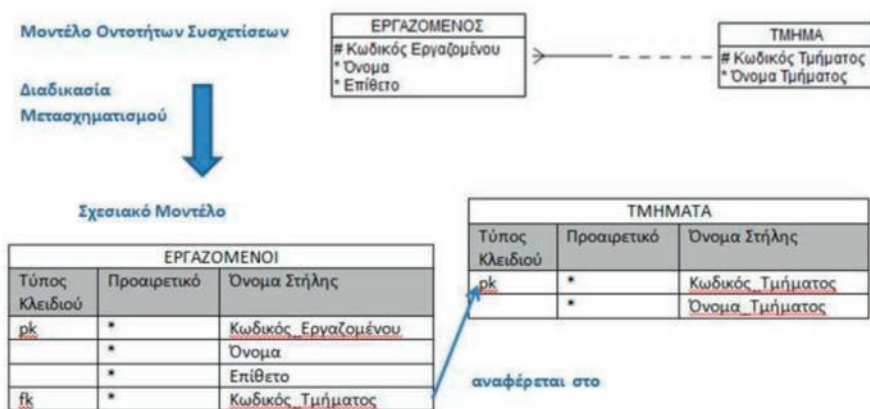 Μοντέλο Οντοτήτων Συσχετίσεων
ΕΡΓΑΖΟΜΕΝΟΣ
# Κωδικός Εργαζομένου
* Όνομα
* Επίθετο
ΤΜΗΜΑ
# Κωδικός Τμήματος
* Όνομα Τμήματος
Διαδικασία
Μετασχηματισμού
Σχεσιακό Μοντέλο
ΕΡΓΑΖΟΜΕΝΟΙ
Τύπος Κλειδιού Προαιρετικό Όνομα Στήλης
pk * Κωδικός_Εργαζομένου
* Όνομα
* Επίθετο
fk * Κωδικός_Τμήματος
ΤΜΗΜΑΤΑ
Τύπος Κλειδιού Προαιρετικό Όνομα Στήλης
pk * Κωδικός_Τμήματος
* Όνομα_Τμήματος
αναφέρεται στο